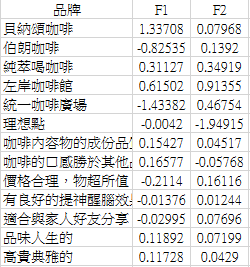 品牌 F1 F2
貝納頌咖啡 1.33708 0.07968
伯朗咖啡 -0.82535 0.1392
純萃喝咖啡 0.31127 0.34919
左岸咖啡館 0.61502 0.91355
統一咖啡廣場 -1.43382 0.46754
理想點 -0.0042 -1.94915
咖啡內容物的成份品 0.15427 0.04517
咖啡的口感勝於其他 0.16577 -0.05768
價格合理，物超所值 -0.2114 0.16116
有良好的提神醒腦效 -0.01376 0.01244
適合與家人好友分享 -0.02995 0.07696
品味人生的 0.11892 0.07199
高貴典雅的 0.11728 0.0429